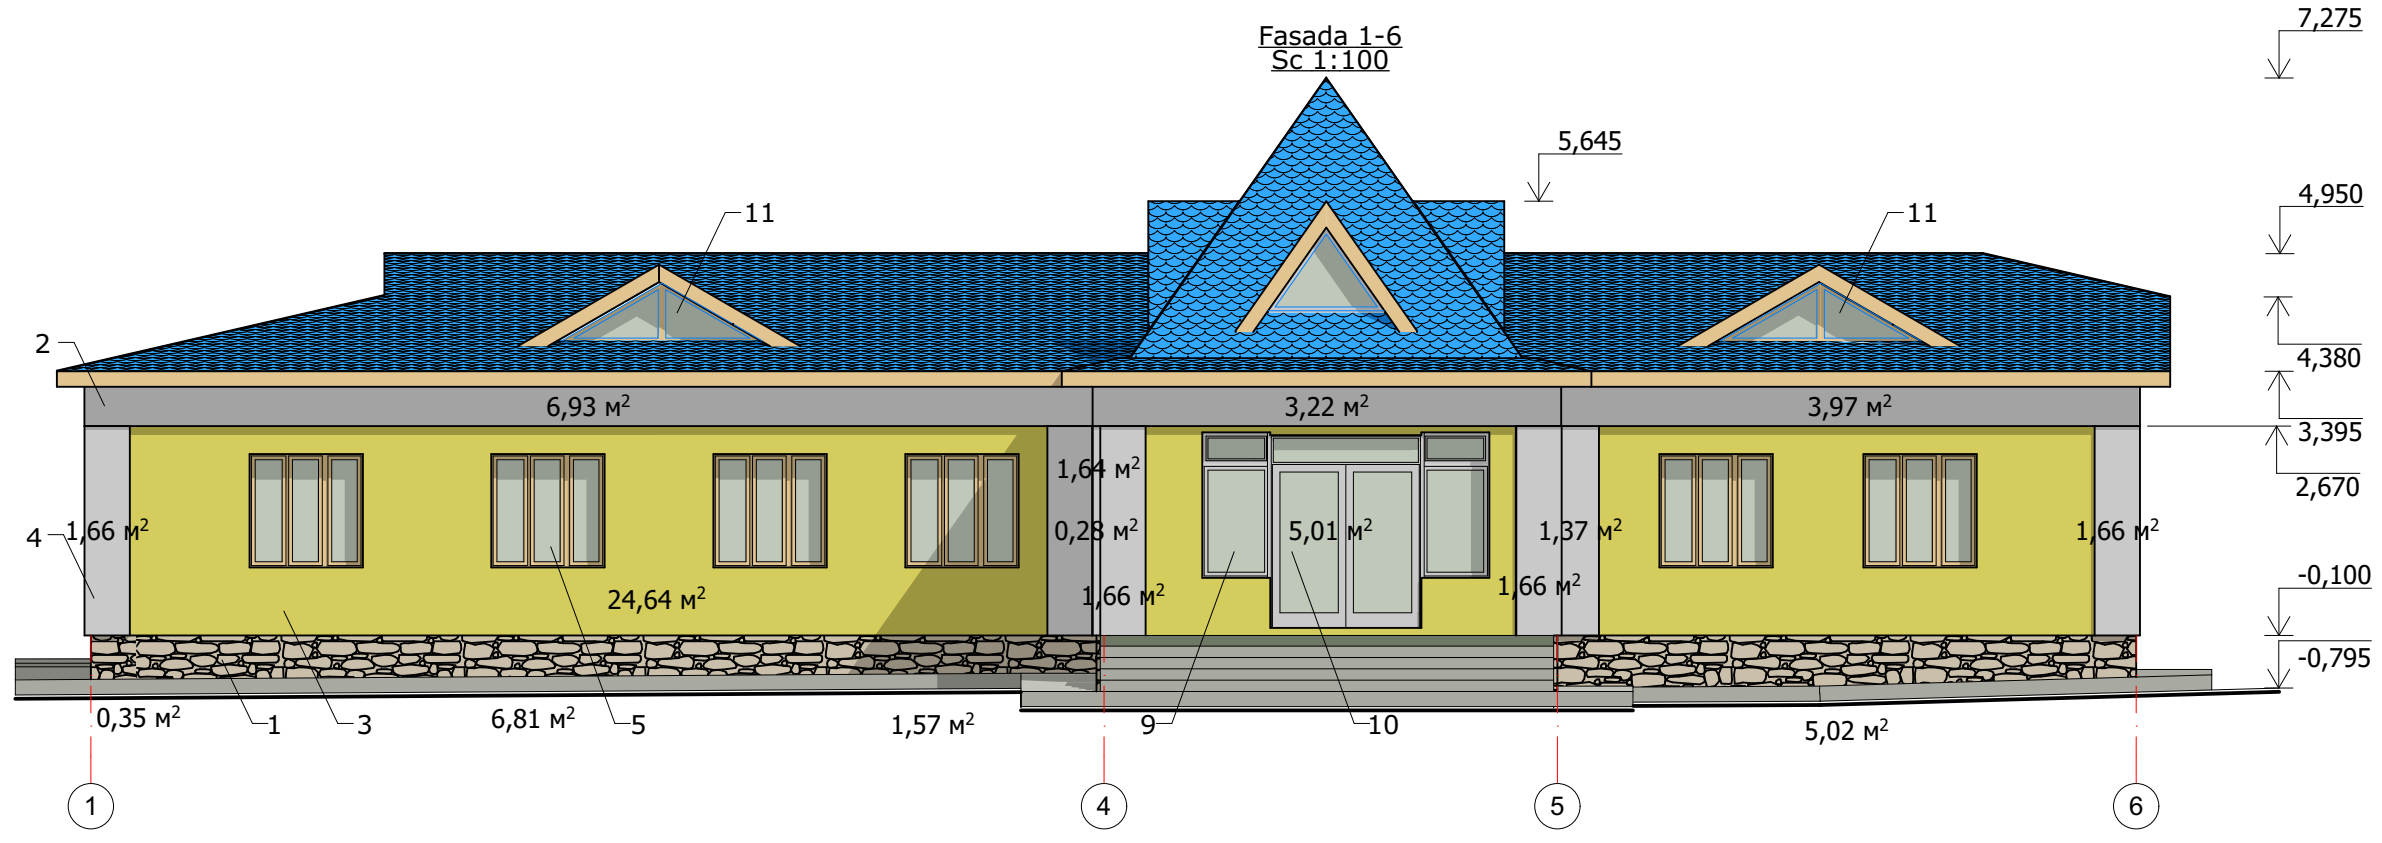 7,275
Fasada 1-6
Sc 1:100
5,645
4,950
11
11
2
4,380
6,93 м²
3,22 м²
3,97 м²
3,395
1,64 м²
2,670
4
1,66 м²
0,28 м²
5,01 м²
1,37 м²
1,66 м²
-0,100
24,64 м²
1,66 м²
1,66 м²
-0,795
0,35 м²
1
3
6,81 м²
5
1,57 м²
9
10
5,02 м²
1
4
5
6